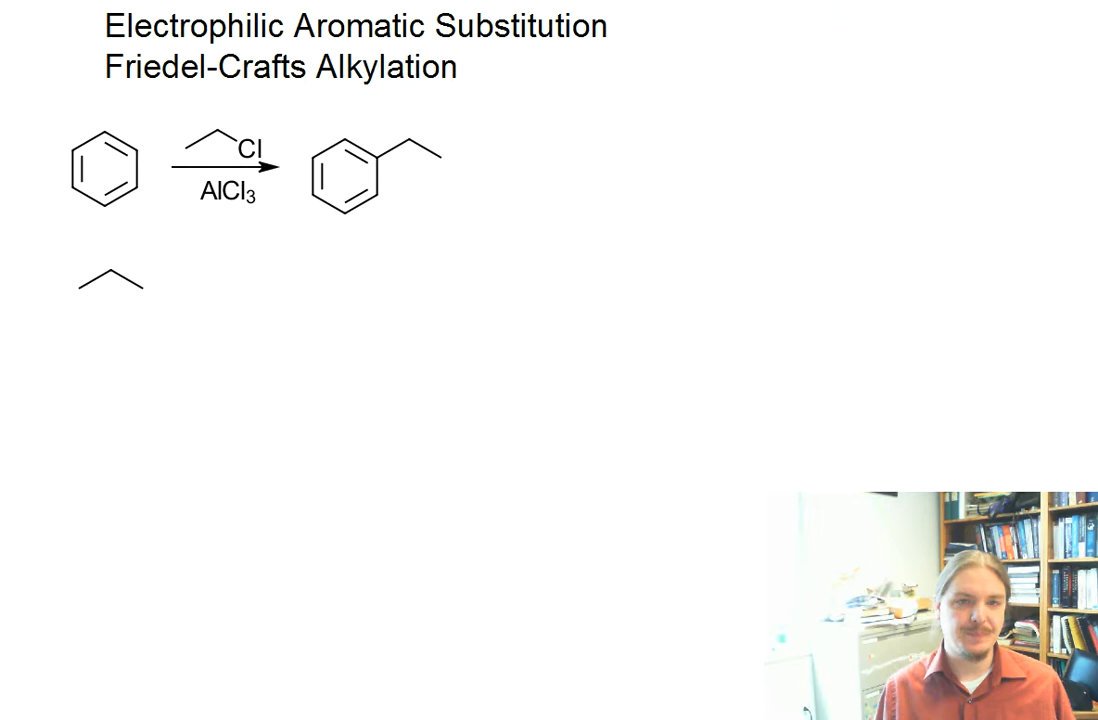 Electrophilic Aromatic Substitution
Friedel-Crafts Alkylation
Cl
AlCl₃